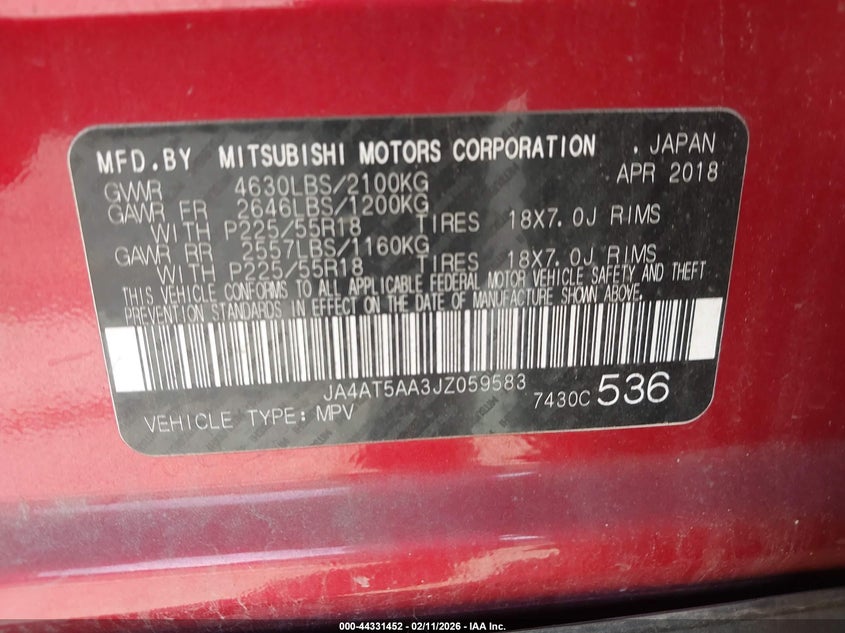 MFD.BY MITSUBISHI MOTORS CORPORATION . JAPAN
GVWR 4630LBS/2100KG APR 2018
GAWR FR 2646LBS/1200KG
WITH P225/55R18 TIRES 18X7.0J RIMS
GAWR RR 2557LBS/1160KG
WITH P225/55R18 TIRES 18X7.0J RIMS
THIS VEHICLE CONFORMS TO ALL APPLICABLE FEDERAL MOTOR VEHICLE SAFETY AND THEFT
PREVENTION STANDARDS IN EFFECT ON THE DATE OF MANUFACTURE SHOWN ABOVE.
JA4AT5AA3JZ059583
VEHICLE TYPE: MPV 7430C 536
000-44331452 - 02/11/2026 - IAA Inc.